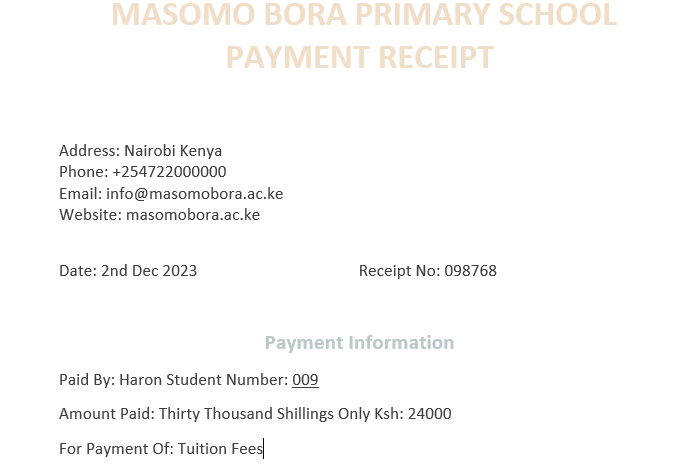 MASOMO BORA PRIMARY SCHOOL
PAYMENT RECEIPT
Address: Nairobi Kenya
Phone: +254722000000
Email: info@masomobora.ac.ke
Website: masomobora.ac.ke
Date: 2nd Dec 2023 Receipt No: 098768
Payment Information
Paid By: Haron Student Number: 009
Amount Paid: Thirty Thousand Shillings Only Ksh: 24000
For Payment Of: Tuition Fees